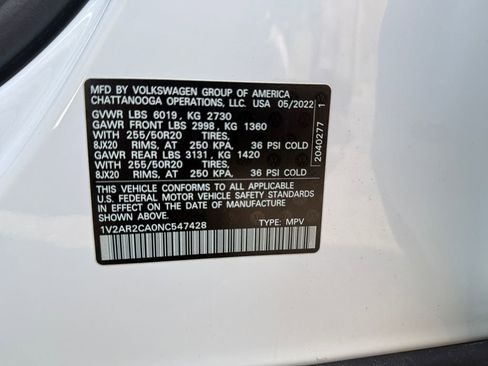 MFD BY VOLKSWAGEN GROUP OF AMERICA
CHATTANOOGA OPERATIONS, LLC. USA 05/2022
GVWR LBS 6019, KG 2730
GAWR FRONT LBS 2998, KG 1360
WITH 255/50R20
8JX20 RIMS, AT 250 KPA, 36 PSI COLD
GAWR REAR LBS 3131, KG 1420
WITH 255/50R20
8JX20 RIMS, AT 250 KPA, 36 PSI COLD
THIS VEHICLE CONFORMS TO ALL APPLICABLE
U.S. FEDERAL MOTOR VEHICLE SAFETY STANDARDS
IN EFFECT ON THE DATE OF MANUFACTURE
SHOWN ABOVE.
1V2AR2CA0NC547428 TYPE: MPV
2040277 1